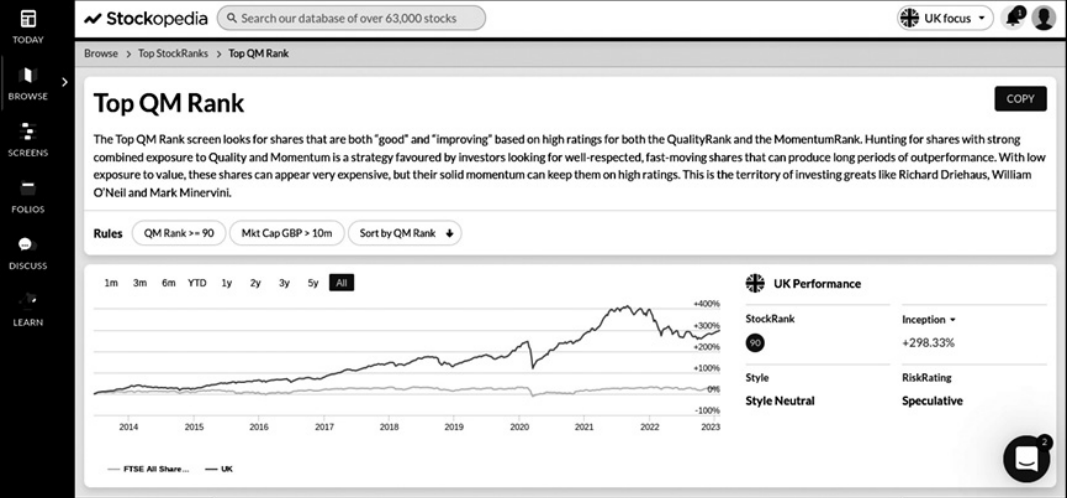 TODAY
BROWSE
SCREENS
FOLIOS
DISCUSS
LEARN
Stockopedia
Search our database of over 63,000 stocks
UK focus
1
Browse > Top StockRanks > Top QM Rank
Top QM Rank
COPY
The Top QM Rank screen looks for shares that are both "good" and "improving" based on high ratings for both the QualityRank and the MomentumRank. Hunting for shares with strong
combined exposure to Quality and Momentum is a strategy favoured by investors looking for well-respected, fast-moving shares that can produce long periods of outperformance. With low
exposure to value, these shares can appear very expensive, but their solid momentum can keep them on high ratings. This is the territory of investing greats like Richard Driehaus, William
O'Neil and Mark Minervini.
Rules QM Rank >= 90 Mkt Cap GBP > 10m Sort by QM Rank
1m 3m 6m YTD 1y 2y 3y 5y All
+400%
+300%
+200%
+100%
0%
-100%
2014 2015 2016 2017 2018 2019 2020 2021 2022 2023
FTSE All Share... UK
UK Performance
StockRank
90
Inception
+298.33%
Style
Style Neutral
RiskRating
Speculative
2